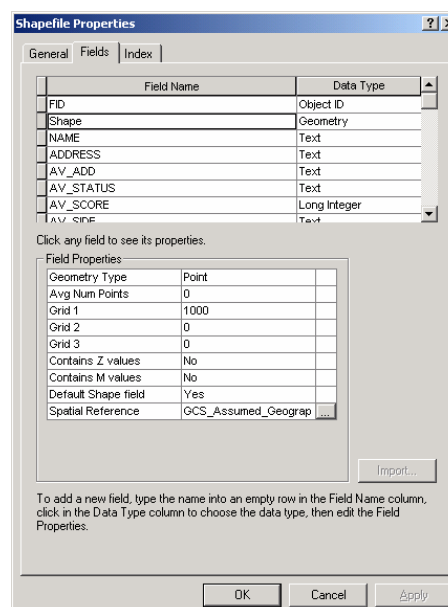 Shapefile Properties
General Fields Index
Field Name Data Type
FID Object ID
Shape Geometry
NAME Text
ADDRESS Text
AV_ADD Text
AV_STATUS Text
AV_SCORE Long Integer
AV_SIDE Text
Click any field to see its properties.
Field Properties
Geometry Type Point
Avg Num Points 0
Grid 1 1000
Grid 2 0
Grid 3 0
Contains Z values No
Contains M values No
Default Shape field Yes
Spatial Reference GCS_Assumed_Geograp ...
Import...
To add a new field, type the name into an empty row in the Field Name column,
click in the Data Type column to choose the data type, then edit the Field
Properties.
OK Cancel Apply